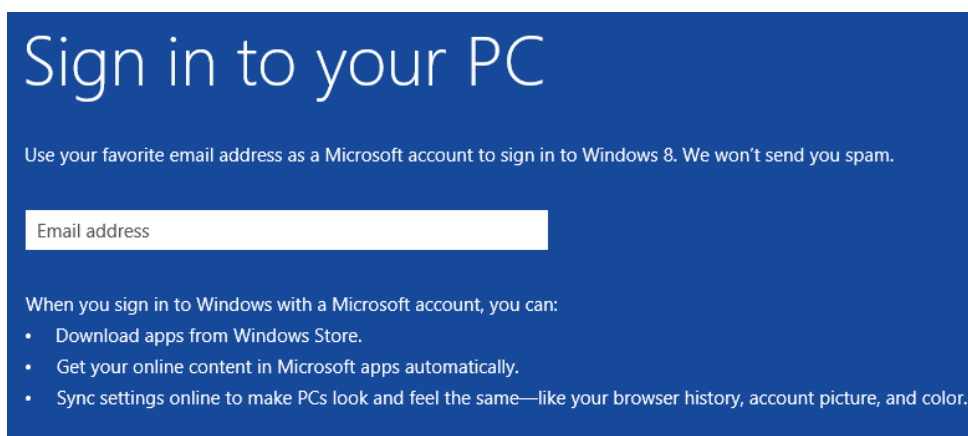 Sign in to your PC
Use your favorite email address as a Microsoft account to sign in to Windows 8. We won’t send you spam.
Email address
When you sign in to Windows with a Microsoft account, you can:
• Download apps from Windows Store.
• Get your online content in Microsoft apps automatically.
• Sync settings online to make PCs look and feel the same—like your browser history, account picture, and color.